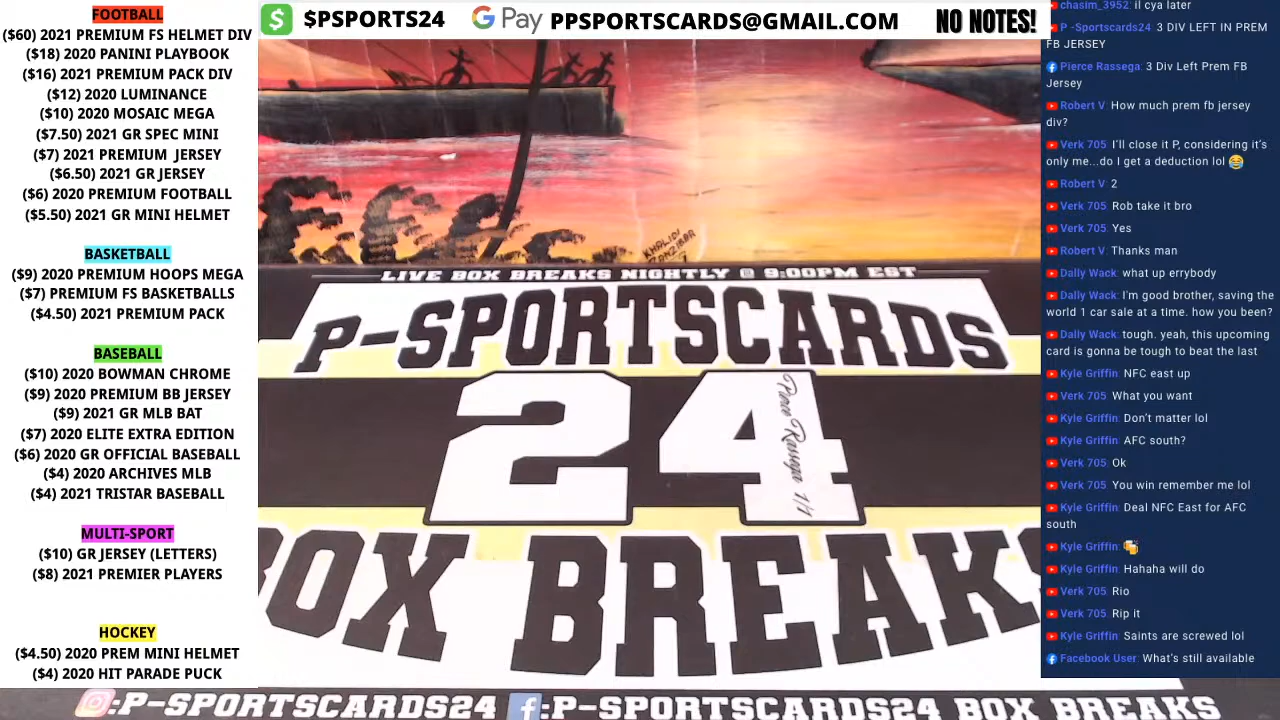 FOOTBALL
($60) 2021 PREMIUM FS HELMET DIV
($18) 2020 PANINI PLAYBOOK
($16) 2021 PREMIUM PACK DIV
($12) 2020 LUMINANCE
($10) 2020 MOSAIC MEGA
($7.50) 2021 GR SPEC MINI
($7) 2021 PREMIUM JERSEY
($6.50) 2021 GR JERSEY
($6) 2020 PREMIUM FOOTBALL
($5.50) 2021 GR MINI HELMET
BASKETBALL
($9) 2020 PREMIUM HOOPS MEGA
($7) PREMIUM FS BASKETBALLS
($4.50) 2021 PREMIUM PACK
BASEBALL
($10) 2020 BOWMAN CHROME
($9) 2020 PREMIUM BB JERSEY
($9) 2021 GR MLB BAT
($7) 2020 ELITE EXTRA EDITION
($6) 2020 GR OFFICIAL BASEBALL
($4) 2020 ARCHIVES MLB
($4) 2021 TRISTAR BASEBALL
MULTI-SPORT
($10) GR JERSEY (LETTERS)
($8) 2021 PREMIER PLAYERS
HOCKEY
($4.50) 2020 PREM MINI HELMET
($4) 2020 HIT PARADE PUCK
$PSPORTS24 G Pay PPSPORTSCARDS@GMAIL.COM NO NOTES!
KHALIDI
ZANZIBAR
LIVE BOX BREAKS NIGHTLY @ 9:00PM EST
P-SPORTSCARDS
24
Pierce Rassega 1/1
BOX BREAKS
:P-SPORTSCARDS24 f:P-SPORTSCARDS24 BOX BREAKS
chasim_3952: il cya later
P -Sportscards24: 3 DIV LEFT IN PREM
FB JERSEY
Pierce Rassega: 3 Div Left Prem FB
Jersey
Robert V: How much prem fb jersey
div?
Verk 705: I'll close it P, considering it's
only me...do I get a deduction lol 😂
Robert V: 2
Verk 705: Rob take it bro
Verk 705: Yes
Robert V: Thanks man
Dally Wack: what up errybody
Dally Wack: I'm good brother, saving the
world 1 car sale at a time. how you been?
Dally Wack: tough. yeah, this upcoming
card is gonna be tough to beat the last
Kyle Griffin: NFC east up
Verk 705: What you want
Kyle Griffin: Don't matter lol
Kyle Griffin: AFC south?
Verk 705: Ok
Verk 705: You win remember me lol
Kyle Griffin: Deal NFC East for AFC
south
Kyle Griffin: 🍻
Kyle Griffin: Hahaha will do
Verk 705: Rio
Verk 705: Rip it
Kyle Griffin: Saints are screwed lol
Facebook User: What's still available